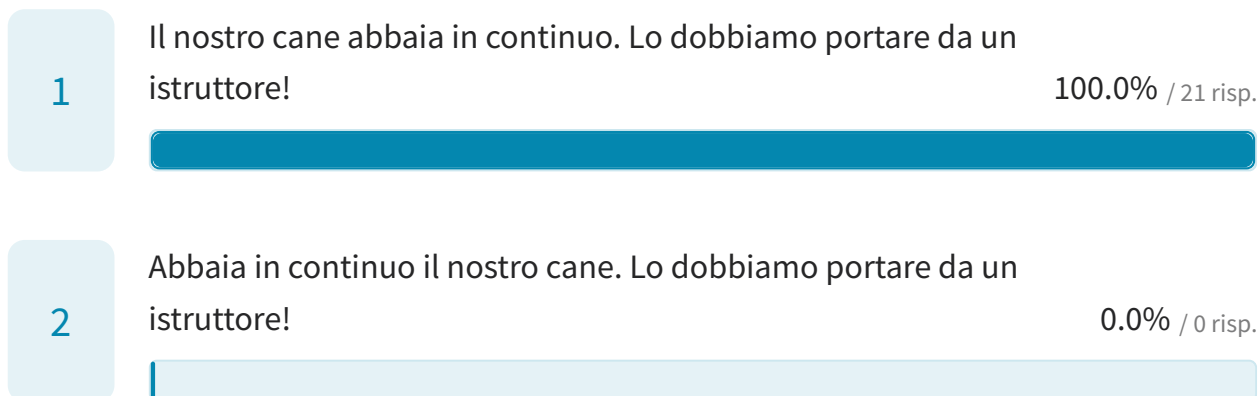 1
Il nostro cane abbaia in continuo. Lo dobbiamo portare da un
istruttore! 100.0% / 21 risp.
2
Abbaia in continuo il nostro cane. Lo dobbiamo portare da un
istruttore! 0.0% / 0 risp.